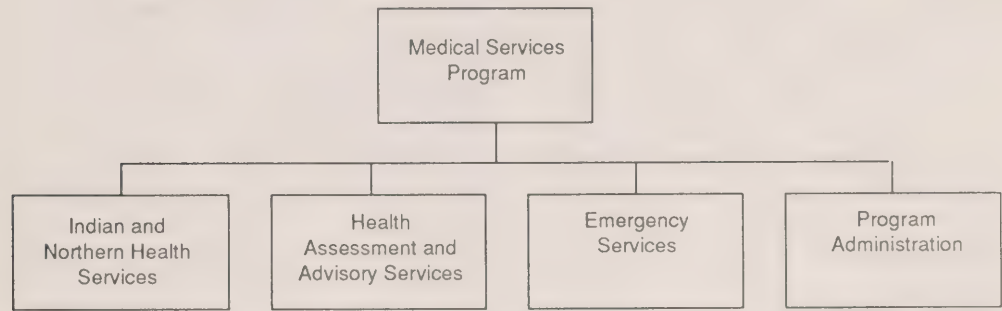 Medical Services
Program
Indian and
Northern Health
Services
Health
Assessment and
Advisory Services
Emergency
Services
Program
Administration